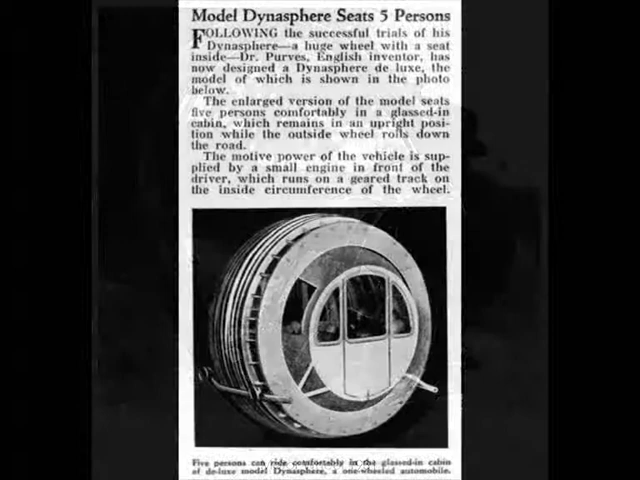 Model Dynasphere Seats 5 Persons
FOLLOWING the successful trials of his
Dynasphere—a huge wheel with a seat
inside—Dr. Purves, English inventor, has
now designed a Dynasphere de luxe, the
model of which is shown in the photo
below.
The enlarged version of the model seats
five persons comfortably in a glassed-in
cabin, which remains in an upright posi-
tion while the outside wheel rolls down
the road.
The motive power of the vehicle is sup-
plied by a small engine in front of the
driver, which runs on a geared track on
the inside circumference of the wheel.
Five persons can ride comfortably in the glassed-in cabin
of de-luxe model Dynasphere, a one-wheeled automobile.